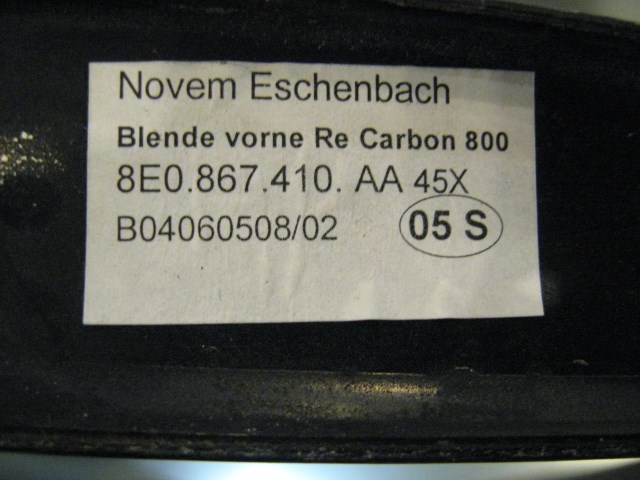 Novem Eschenbach
Blende vorne Re Carbon 800
8E0.867.410. AA 45X
B04060508/02 05 S